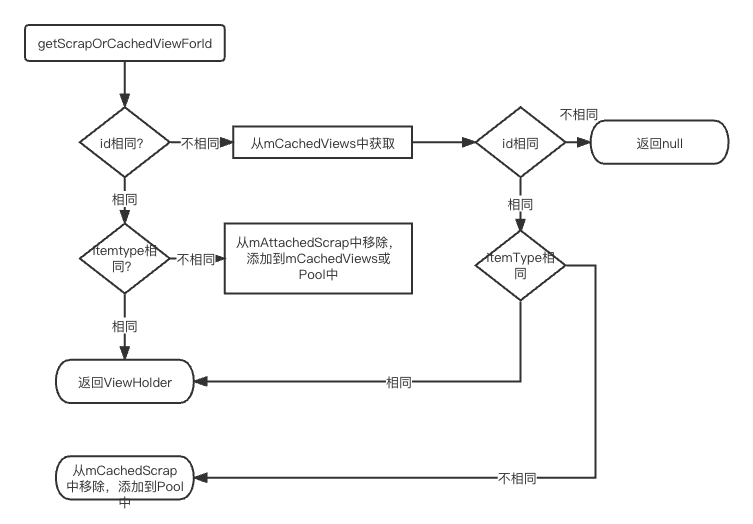 getScrapOrCachedViewForId
id相同?
不相同
从mCachedViews中获取
id相同
不相同
返回null
相同
相同
itemtype相
同?
不相同
从mAttachedScrap中移除，
添加到mCachedViews或
Pool中
itemType相
同
相同
返回ViewHolder
相同
从mCachedScrap
中移除，添加到Pool
中
不相同